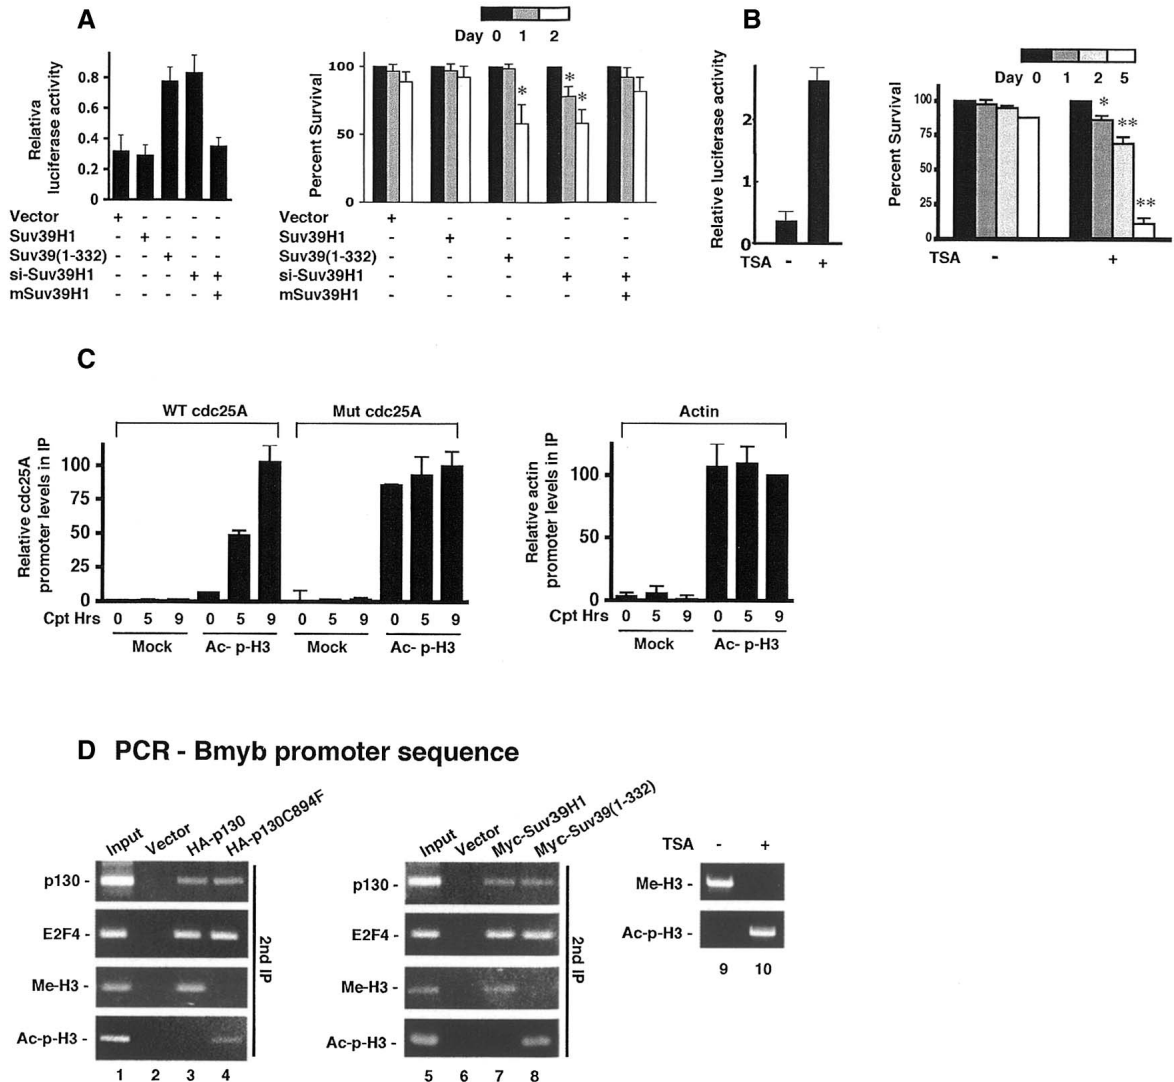 A
Day 0 1 2
Relativa luciferase activity
0.8
0.6
0.4
0.2
0
Vector + - - - -
Suv39H1 - + - - -
Suv39(1-332) - - + - -
si-Suv39H1 - - - + +
mSuv39H1 - - - - +
Percent Survival
100
50
0
* * *
Vector + - - - -
Suv39H1 - + - - -
Suv39(1-332) - - + - -
si-Suv39H1 - - - + +
mSuv39H1 - - - - +
B
Relative luciferase activity
2
1
0
TSA - +
Day 0 1 2 5
Percent Survival
100
75
50
25
0
* ** **
TSA - +
C
WT cdc25A Mut cdc25A
Relative cdc25A promoter levels in IP
100
75
50
25
0
Cpt Hrs 0 5 9 0 5 9 0 5 9 0 5 9
Mock Ac- p-H3 Mock Ac- p-H3
Actin
Relative actin promoter levels in IP
100
50
0
Cpt Hrs 0 5 9 0 5 9
Mock Ac- p-H3
D PCR - Bmyb promoter sequence
Input Vector HA-p130 HA-p130C894F
p130 -
E2F4 -
Me-H3 -
Ac-p-H3 -
2nd IP
1 2 3 4
Input Vector Myc-Suv39H1 Myc-Suv39(1-332)
p130 -
E2F4 -
Me-H3 -
Ac-p-H3 -
2nd IP
5 6 7 8
TSA - +
Me-H3 -
Ac-p-H3 -
9 10